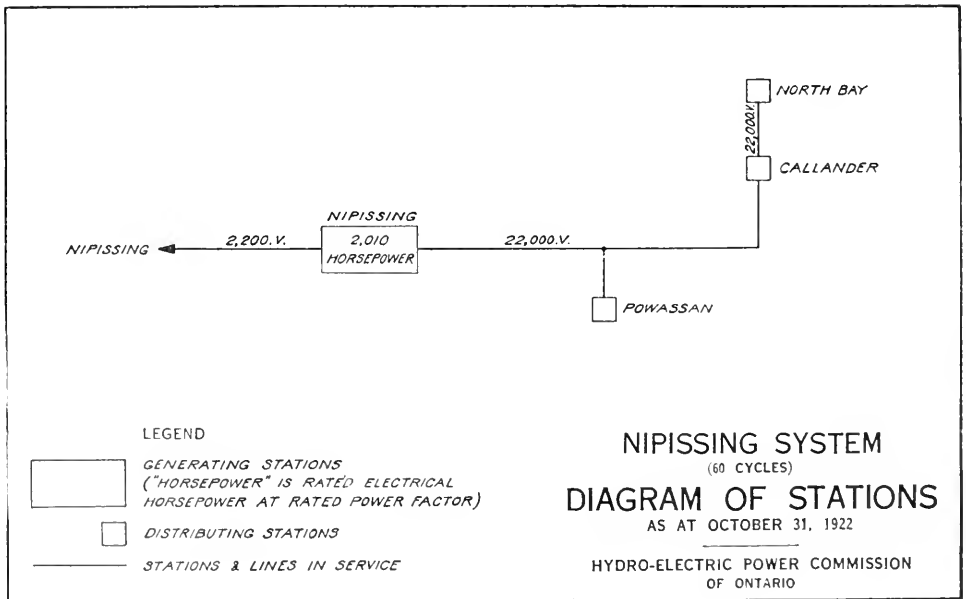 NORTH BAY
22,000.V.
CALLANDER
NIPISSING
NIPISSING
2,200.V.
2,010
HORSEPOWER
22,000.V.
POWASSAN
LEGEND
GENERATING STATIONS
("HORSEPOWER" IS RATED ELECTRICAL
HORSEPOWER AT RATED POWER FACTOR)
DISTRIBUTING STATIONS
STATIONS & LINES IN SERVICE
NIPISSING SYSTEM
(60 CYCLES)
DIAGRAM OF STATIONS
AS AT OCTOBER 31, 1922
HYDRO-ELECTRIC POWER COMMISSION
OF ONTARIO